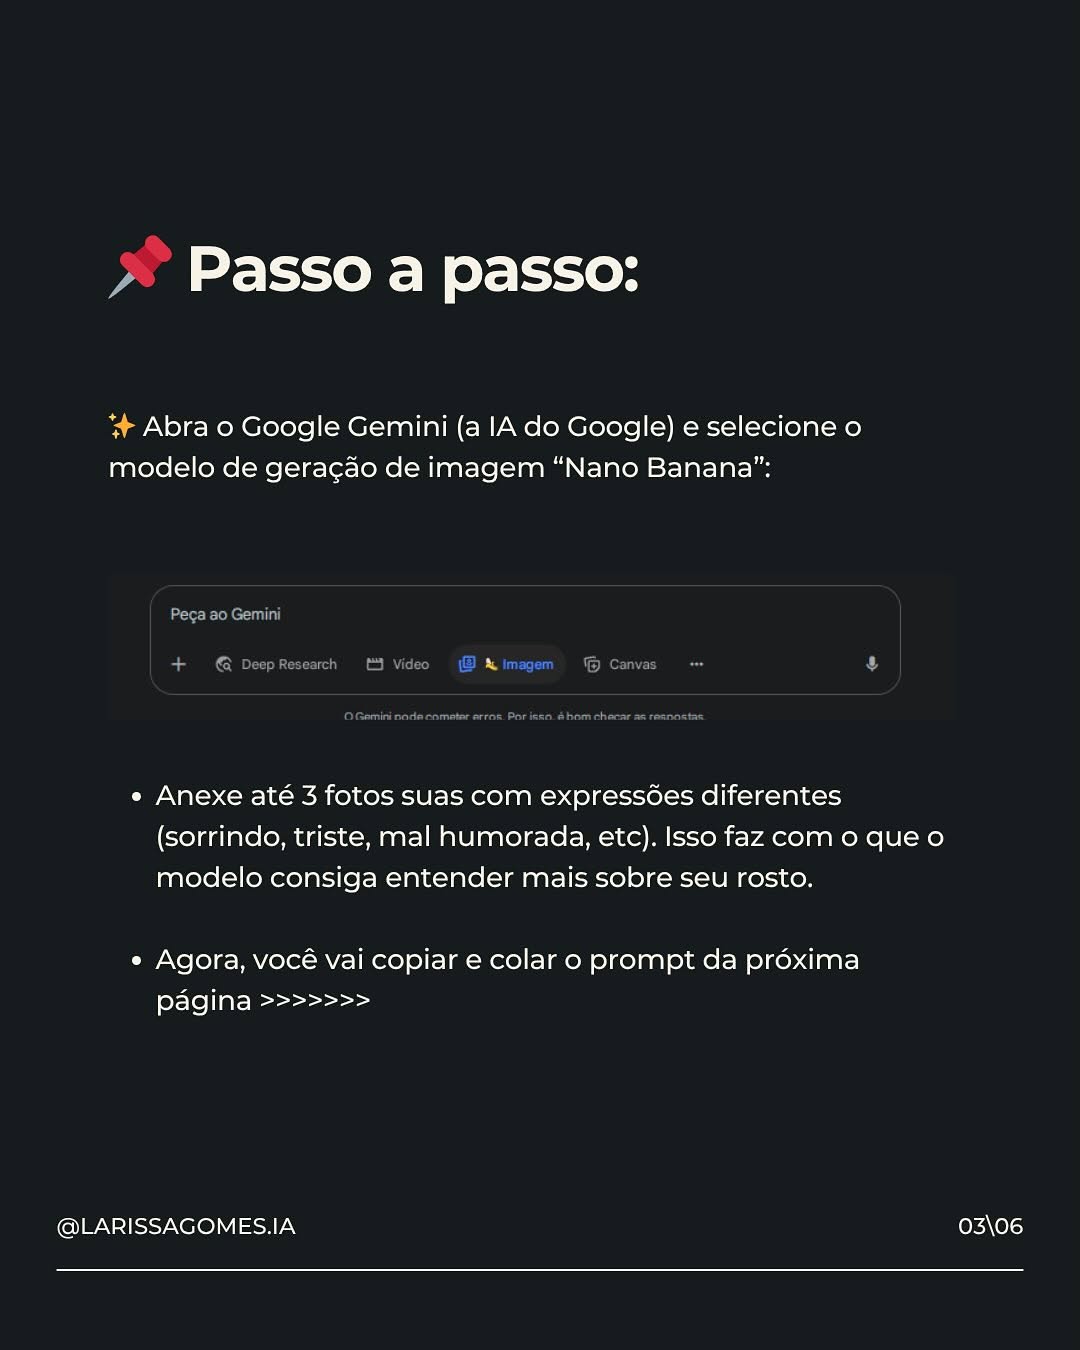 📌 Passo a passo:
✨ Abra o Google Gemini (a IA do Google) e selecione o
modelo de geração de imagem “Nano Banana”:
Peça ao Gemini
Deep Research Vídeo Imagem Canvas
O Gemini pode cometer erros. Por isso, é bom checar as respostas.
• Anexe até 3 fotos suas com expressões diferentes
(sorrindo, triste, mal humorada, etc). Isso faz com o que o
modelo consiga entender mais sobre seu rosto.
• Agora, você vai copiar e colar o prompt da próxima
página >>>>>>>
@LARISSAGOMES.IA 03\06